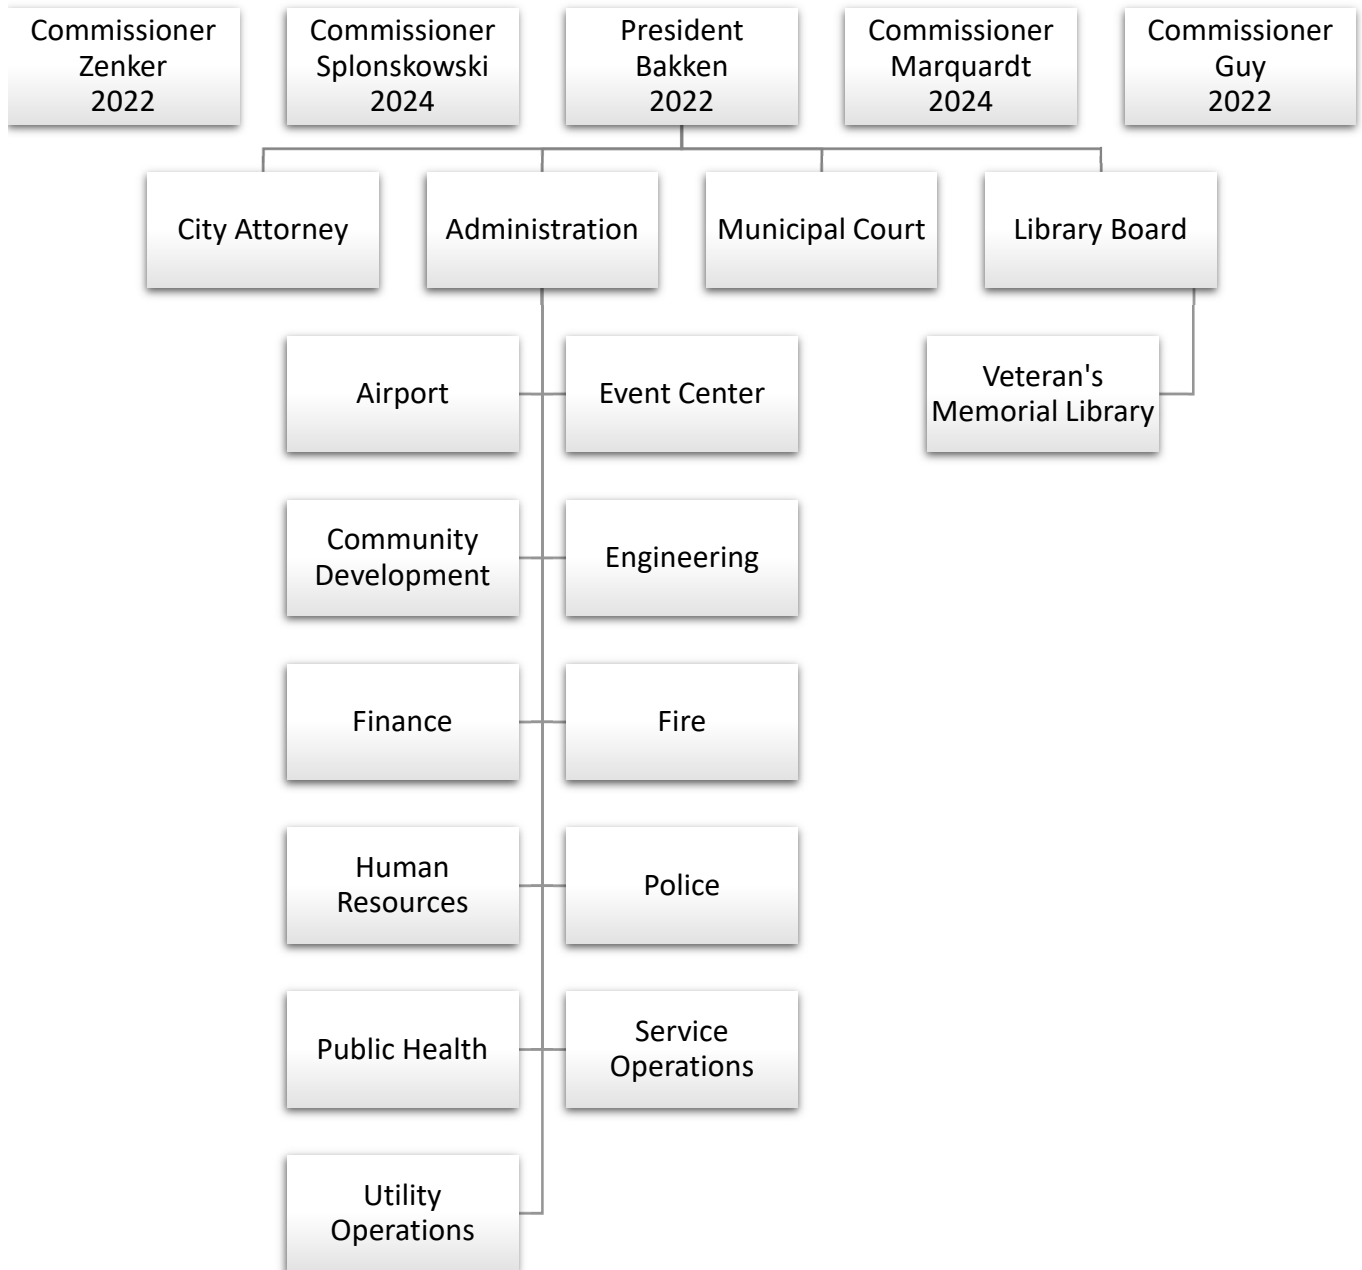 Commissioner
Zenker
2022
Commissioner
Splonskowski
2024
President
Bakken
2022
Commissioner
Marquardt
2024
Commissioner
Guy
2022
City Attorney
Administration
Municipal Court
Library Board
Airport
Event Center
Veteran's
Memorial Library
Community
Development
Engineering
Finance
Fire
Human
Resources
Police
Public Health
Service
Operations
Utility
Operations